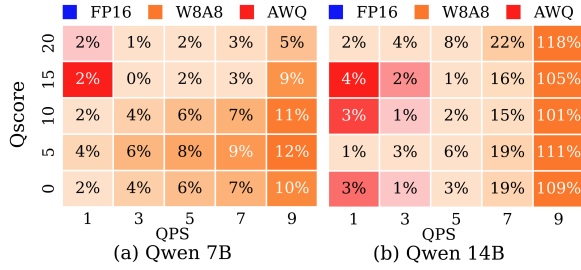 FP16 W8A8 AWQ FP16 W8A8 AWQ
20 2% 1% 2% 3% 5% 2% 4% 8% 22% 118%
15 2% 0% 2% 3% 9% 4% 2% 1% 16% 105%
10 2% 4% 6% 7% 11% 3% 1% 2% 15% 101%
5 4% 6% 8% 9% 12% 1% 3% 6% 19% 111%
0 2% 4% 6% 7% 10% 3% 1% 3% 19% 109%
Qscore
1 3 5 7 9 1 3 5 7 9
QPS QPS
(a) Qwen 7B (b) Qwen 14B